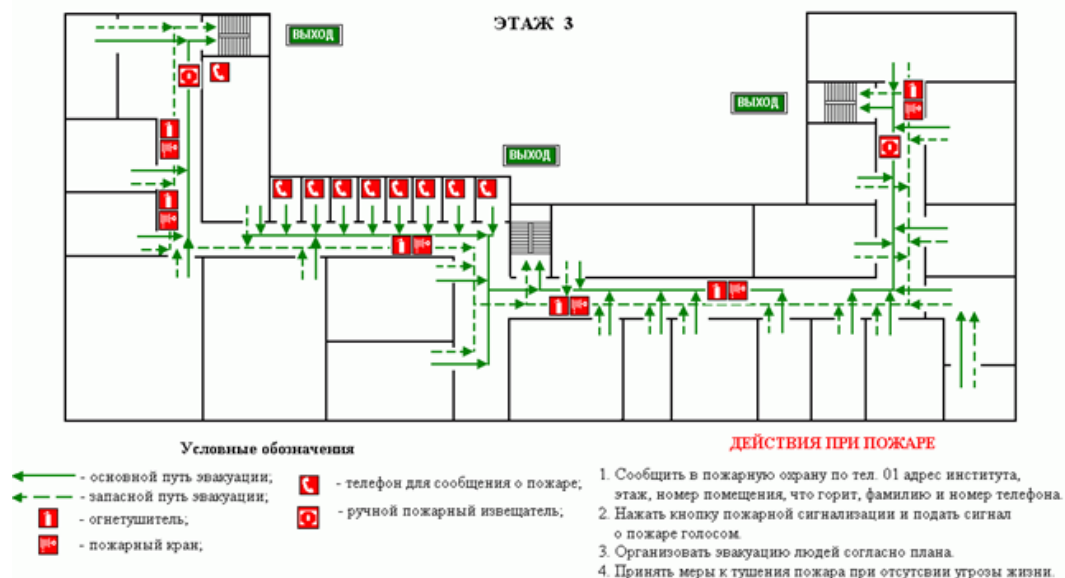 ЭТАЖ 3
ВЫХОД
ВЫХОД
ВЫХОД
Условные обозначения
- основной путь эвакуации;
- запасной путь эвакуации;
- огнетушитель;
- пожарный кран;
- телефон для сообщения о пожаре;
- ручной пожарный извещатель;
ДЕЙСТВИЯ ПРИ ПОЖАРЕ
1. Сообщить в пожарную охрану по тел. 01 адрес института,
этаж, номер помещения, что горит, фамилию и номер телефона.
2. Нажать кнопку пожарной сигнализации и подать сигнал
о пожаре голосом.
3. Организовать эвакуацию людей согласно плана.
4. Принять меры к тушения пожара при отсутсвии угрозы жизни.